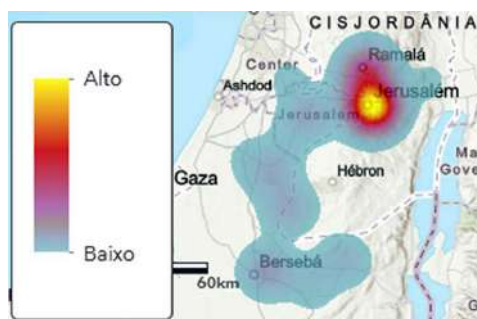 CISJORDÂNIA
Alto
Baixo
Center
Ramalá
Ashdod
Jerusalém
Jerusalem
Gaza
Hébron
Ma
Gove
Bersebá
60km
G